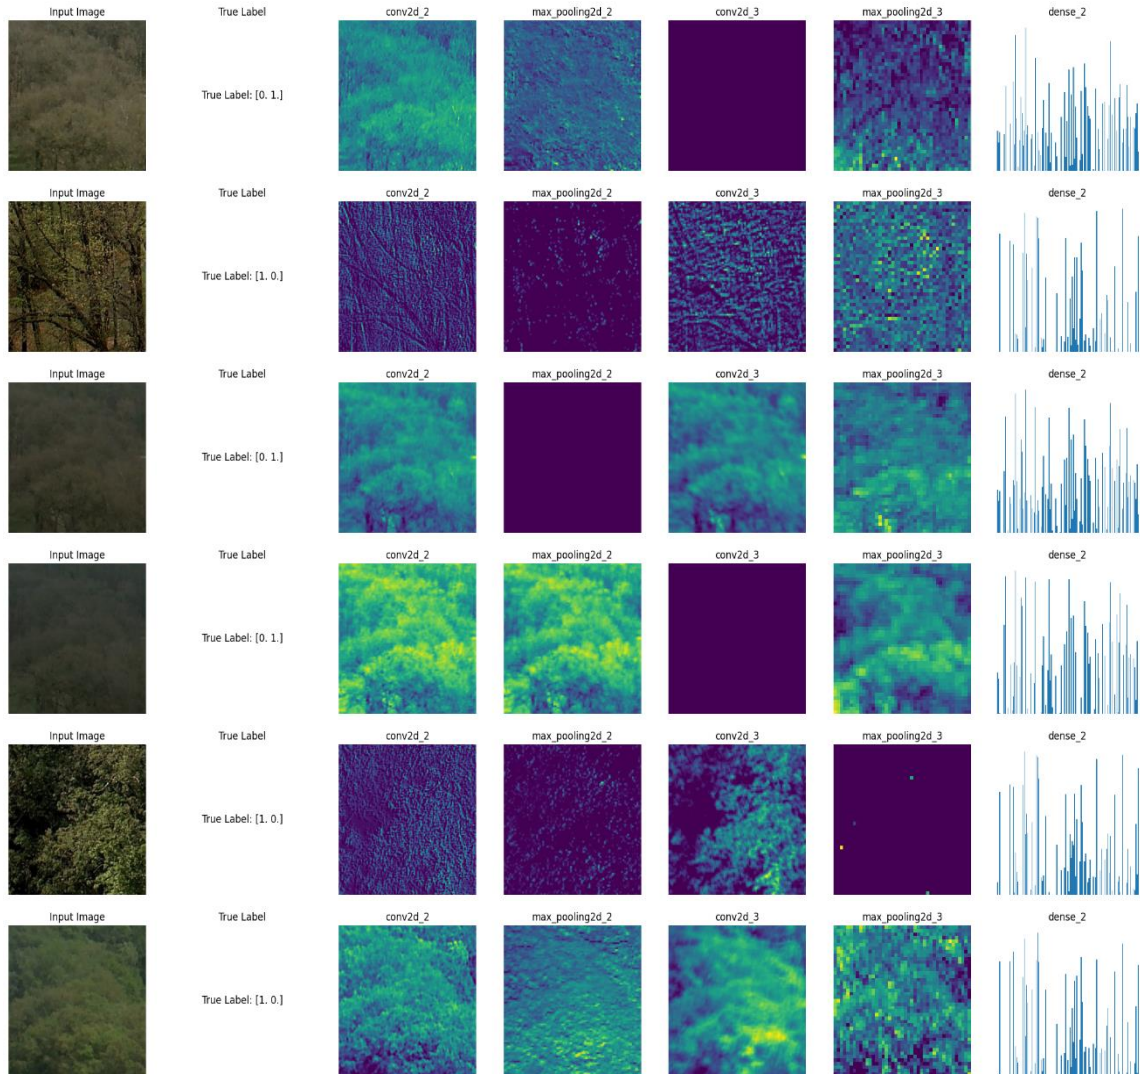 Input Image True Label conv2d_2 max_pooling2d_2 conv2d_3 max_pooling2d_3 dense_2
True Label: [0. 1.]
Input Image True Label conv2d_2 max_pooling2d_2 conv2d_3 max_pooling2d_3 dense_2
True Label: [1. 0.]
Input Image True Label conv2d_2 max_pooling2d_2 conv2d_3 max_pooling2d_3 dense_2
True Label: [0. 1.]
Input Image True Label conv2d_2 max_pooling2d_2 conv2d_3 max_pooling2d_3 dense_2
True Label: [0. 1.]
Input Image True Label conv2d_2 max_pooling2d_2 conv2d_3 max_pooling2d_3 dense_2
True Label: [1. 0.]
Input Image True Label conv2d_2 max_pooling2d_2 conv2d_3 max_pooling2d_3 dense_2
True Label: [1. 0.]